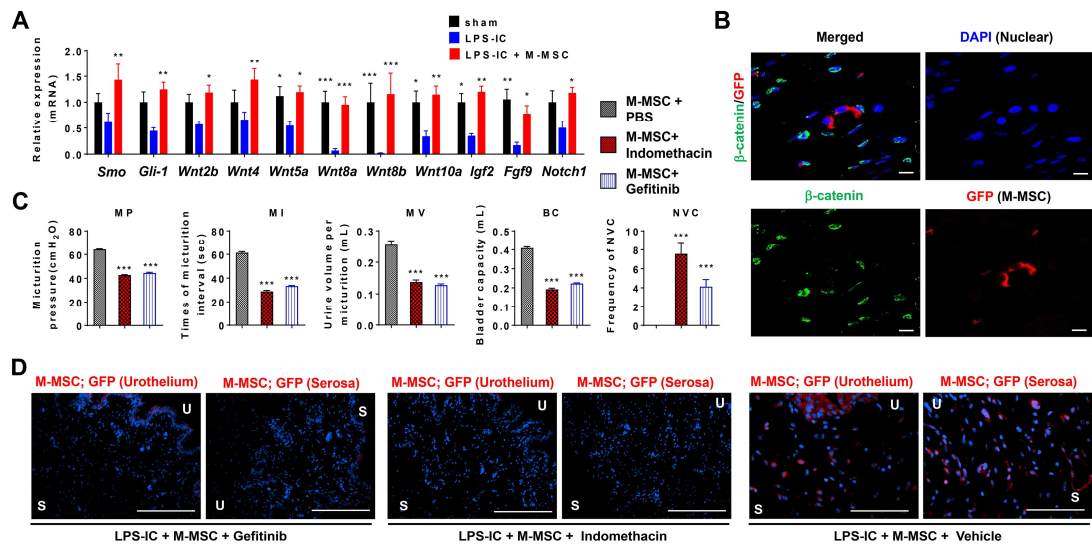 A
sham
LPS-IC
LPS-IC + M-MSC
Relative expression
(mRNA)
2.0
1.5
1.0
0.5
0.0
** ** * ** * * *** *** *** *** * ** * ** * * *
Smo Gli-1 Wnt2b Wnt4 Wnt5a Wnt8a Wnt8b Wnt10a Igf2 Fgf9 Notch1
M-MSC +
PBS
M-MSC+
Indomethacin
M-MSC+
Gefitinib
B
Merged
DAPI (Nuclear)
β-catenin/GFP
β-catenin
GFP (M-MSC)
C
MP
Micturition
pressure(cmH2O)
80
60
40
20
0
*** ***
MI
Times of micturition
interval (sec)
80
60
40
20
0
*** ***
MV
Urine volume per
micturition (mL)
0.3
0.2
0.1
0.0
*** ***
BC
Bladder capacity (mL)
0.5
0.4
0.3
0.2
0.1
0.0
*** ***
NVC
Frequency of NVC
10
8
6
4
2
0
*** ***
D
M-MSC; GFP (Urothelium)
U
S
M-MSC; GFP (Serosa)
S
U
M-MSC; GFP (Urothelium)
U
S
M-MSC; GFP (Serosa)
U
S
M-MSC; GFP (Urothelium)
U
S
M-MSC; GFP (Serosa)
U
S
LPS-IC + M-MSC + Gefitinib
LPS-IC + M-MSC + Indomethacin
LPS-IC + M-MSC + Vehicle